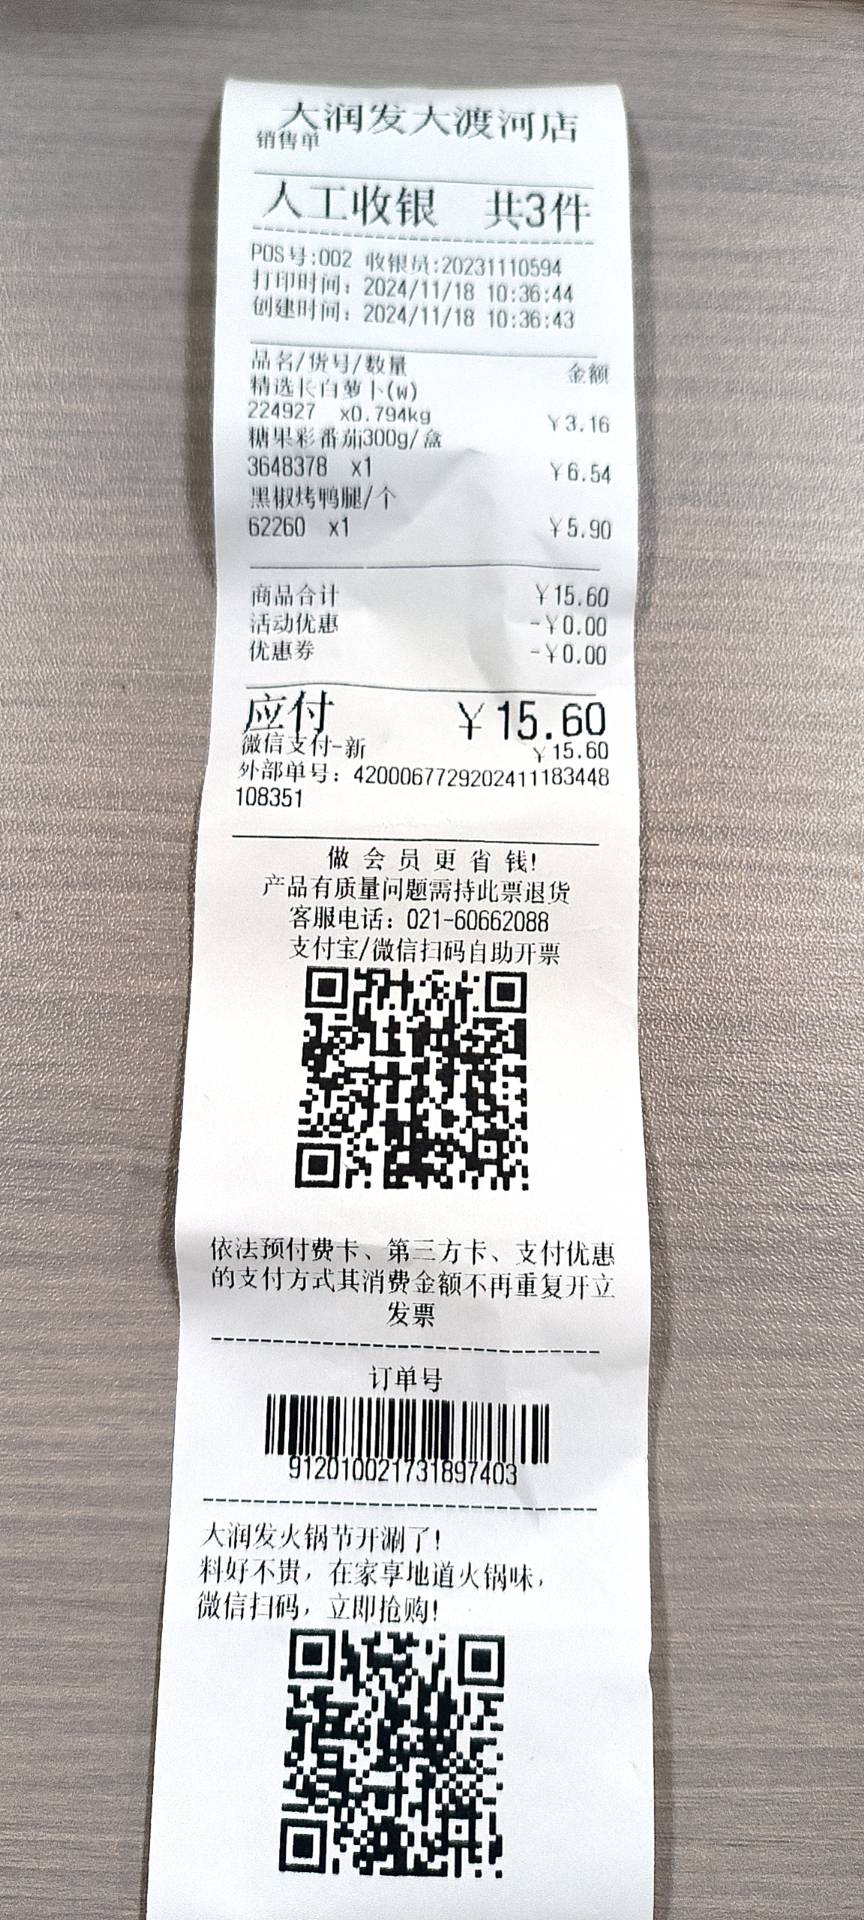 大润发大渡河店
销售单
人工收银 共3件
POS号:002 收银员:20231110594
打印时间：2024/11/18 10:36:44
创建时间：2024/11/18 10:36:43
品名/货号/数量 金额
精选长白萝卜(w)
224927 x0.794kg ￥3.16
糖果彩番茄300g/盒
3648378 x1 ￥6.54
黑椒烤鸭腿/个
62260 x1 ￥5.90
商品合计 ￥15.60
活动优惠 -￥0.00
优惠券 -￥0.00
应付 ￥15.60
微信支付-新 ￥15.60
外部单号：4200067729202411183448
108351
做会员更省钱!
产品有质量问题需持此票退货
客服电话：021-60662088
支付宝/微信扫码自助开票
依法预付费卡、第三方卡、支付优惠
的支付方式其消费金额不再重复开立
发票
订单号
912010021731897403
大润发火锅节开涮了!
料好不贵，在家享地道火锅味，
微信扫码，立即抢购!